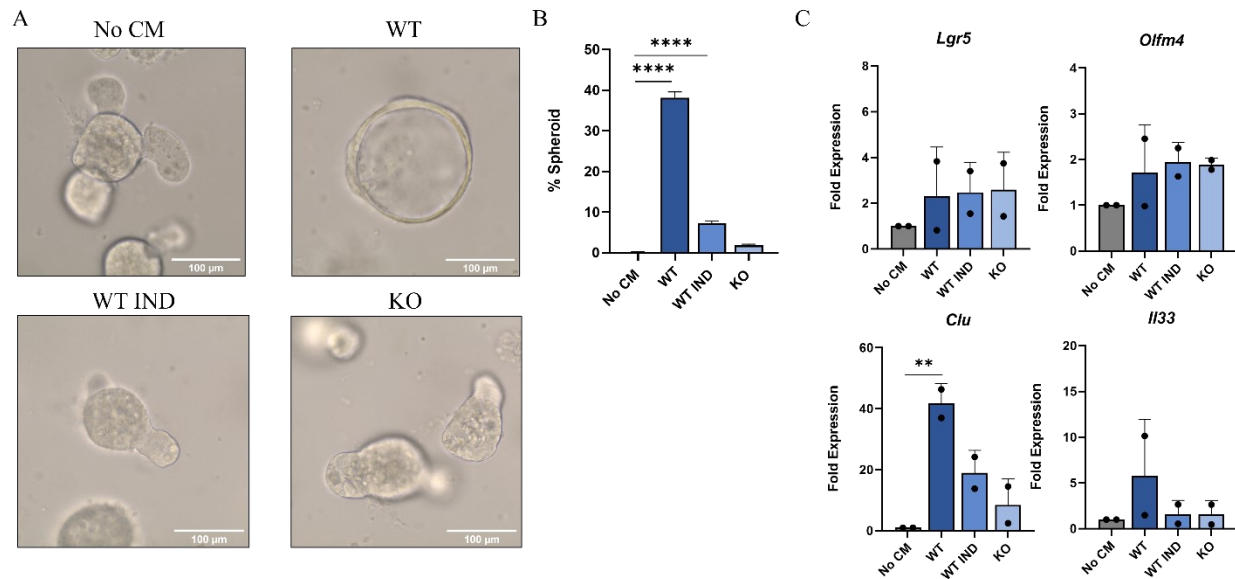 A
No CM
WT
100 µm
100 µm
WT IND
KO
100 µm
100 µm
B
50
40
30
20
10
0
% Spheroid
****
****
No CM
WT
WT IND
KO
C
Lgr5
8
6
4
2
0
Fold Expression
No CM
WT
WT IND
KO
Olfm4
4
3
2
1
0
Fold Expression
No CM
WT
WT IND
KO
Clu
60
40
20
0
Fold Expression
**
No CM
WT
WT IND
KO
Il33
20
15
10
5
0
Fold Expression
No CM
WT
WT IND
KO